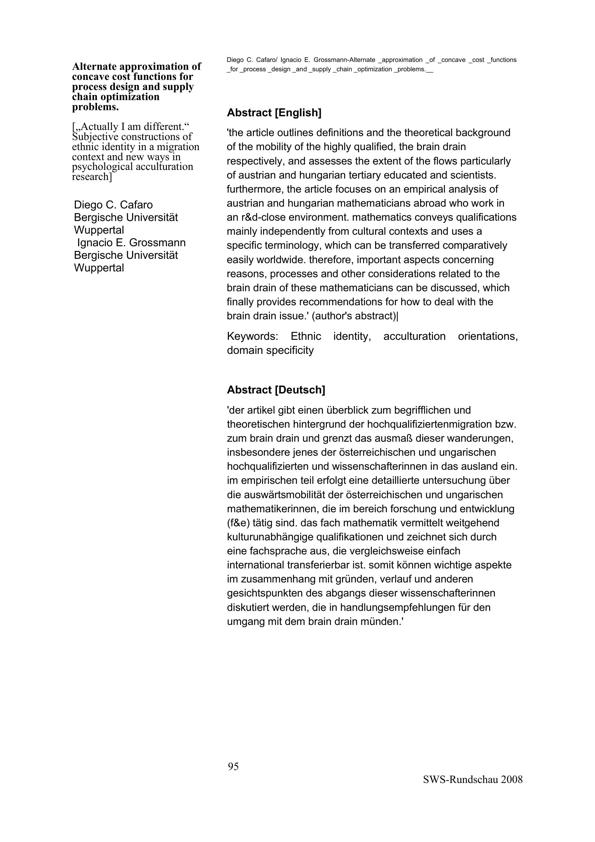 Alternate approximation of
concave cost functions for
process design and supply
chain optimization
problems.
[„Actually I am different.“
Subjective constructions of
ethnic identity in a migration
context and new ways in
psychological acculturation
research]
Diego C. Cafaro
Bergische Universität
Wuppertal
Ignacio E. Grossmann
Bergische Universität
Wuppertal
Diego C. Cafaro/ Ignacio E. Grossmann-Alternate _approximation _of _concave _cost _functions
_for _process _design _and _supply _chain _optimization _problems.__
Abstract [English]
'the article outlines definitions and the theoretical background
of the mobility of the highly qualified, the brain drain
respectively, and assesses the extent of the flows particularly
of austrian and hungarian tertiary educated and scientists.
furthermore, the article focuses on an empirical analysis of
austrian and hungarian mathematicians abroad who work in
an r&d-close environment. mathematics conveys qualifications
mainly independently from cultural contexts and uses a
specific terminology, which can be transferred comparatively
easily worldwide. therefore, important aspects concerning
reasons, processes and other considerations related to the
brain drain of these mathematicians can be discussed, which
finally provides recommendations for how to deal with the
brain drain issue.' (author's abstract)|
Keywords: Ethnic identity, acculturation orientations,
domain specificity
Abstract [Deutsch]
'der artikel gibt einen überblick zum begrifflichen und
theoretischen hintergrund der hochqualifiziertenmigration bzw.
zum brain drain und grenzt das ausmaß dieser wanderungen,
insbesondere jenes der österreichischen und ungarischen
hochqualifizierten und wissenschafterinnen in das ausland ein.
im empirischen teil erfolgt eine detaillierte untersuchung über
die auswärtsmobilität der österreichischen und ungarischen
mathematikerinnen, die im bereich forschung und entwicklung
(f&e) tätig sind. das fach mathematik vermittelt weitgehend
kulturunabhängige qualifikationen und zeichnet sich durch
eine fachsprache aus, die vergleichsweise einfach
international transferierbar ist. somit können wichtige aspekte
im zusammenhang mit gründen, verlauf und anderen
gesichtspunkten des abgangs dieser wissenschafterinnen
diskutiert werden, die in handlungsempfehlungen für den
umgang mit dem brain drain münden.'
95
SWS-Rundschau 2008